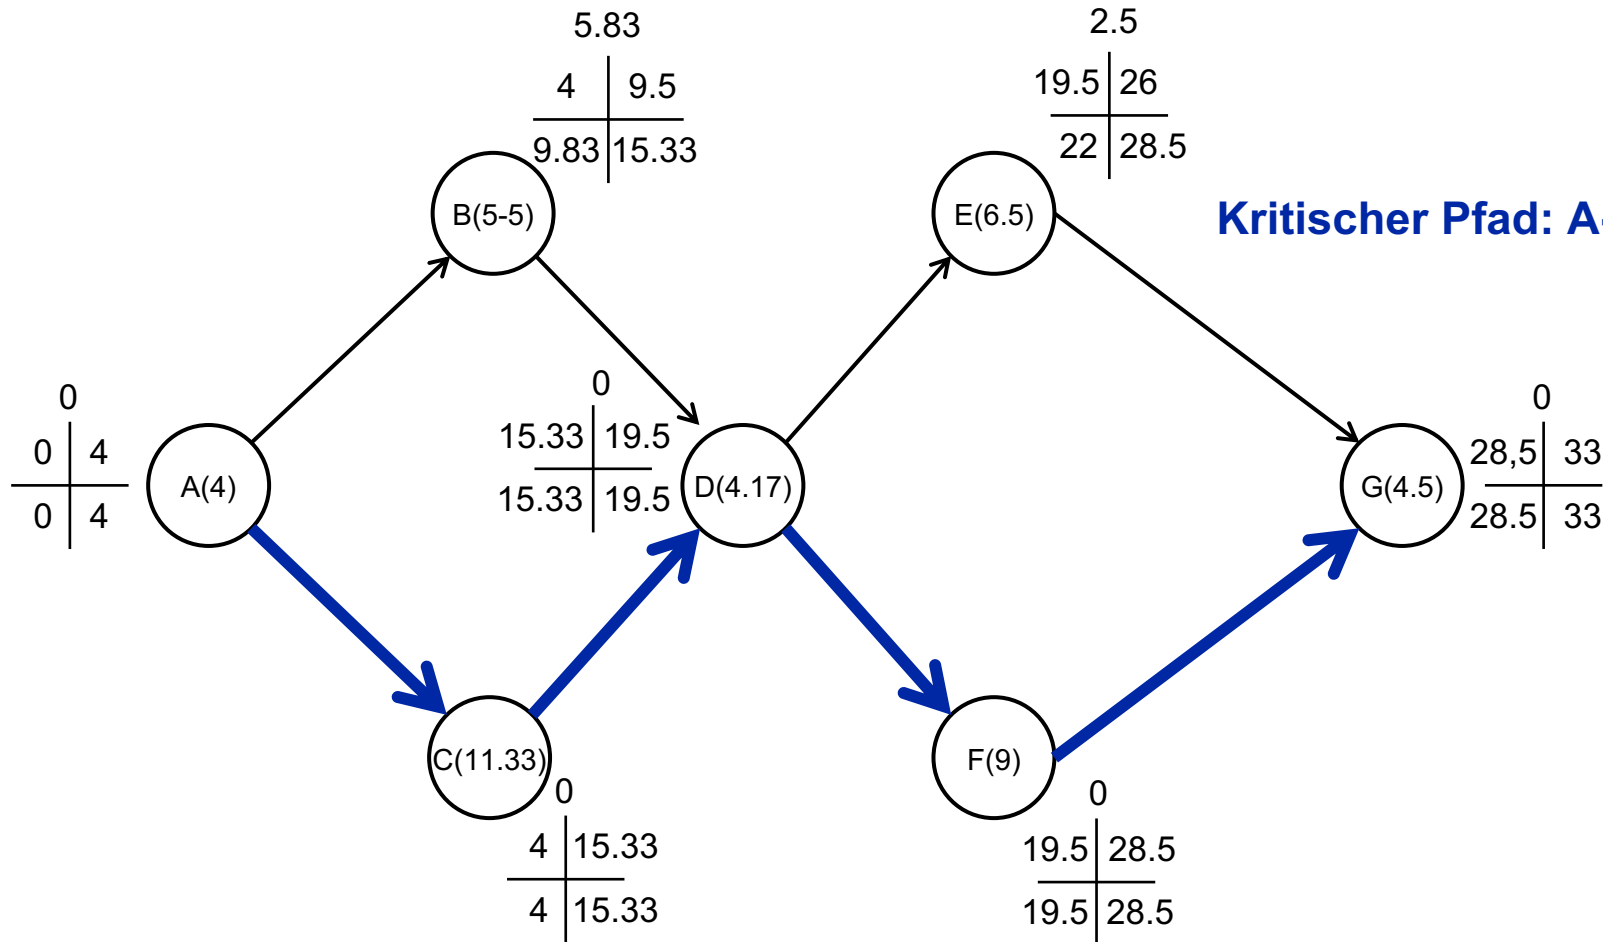 5.83
4 9.5
9.83 15.33
B(5-5)
2.5
19.5 26
22 28.5
E(6.5)
Kritischer Pfad: A-
0
0 4
0 4
A(4)
0
15.33 19.5
15.33 19.5
D(4.17)
0
28,5 33
28.5 33
G(4.5)
C(11.33)
0
4 15.33
4 15.33
F(9)
0
19.5 28.5
19.5 28.5